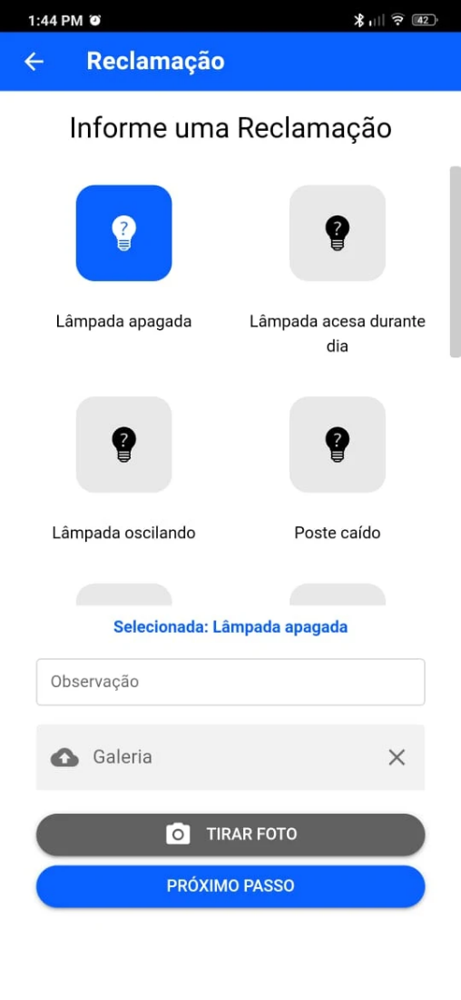 1:44 PM
42
Reclamação
Informe uma Reclamação
?
?
Lâmpada apagada
Lâmpada acesa durante
dia
?
?
Lâmpada oscilando
Poste caído
Selecionada: Lâmpada apagada
Observação
Galeria
TIRAR FOTO
PRÓXIMO PASSO